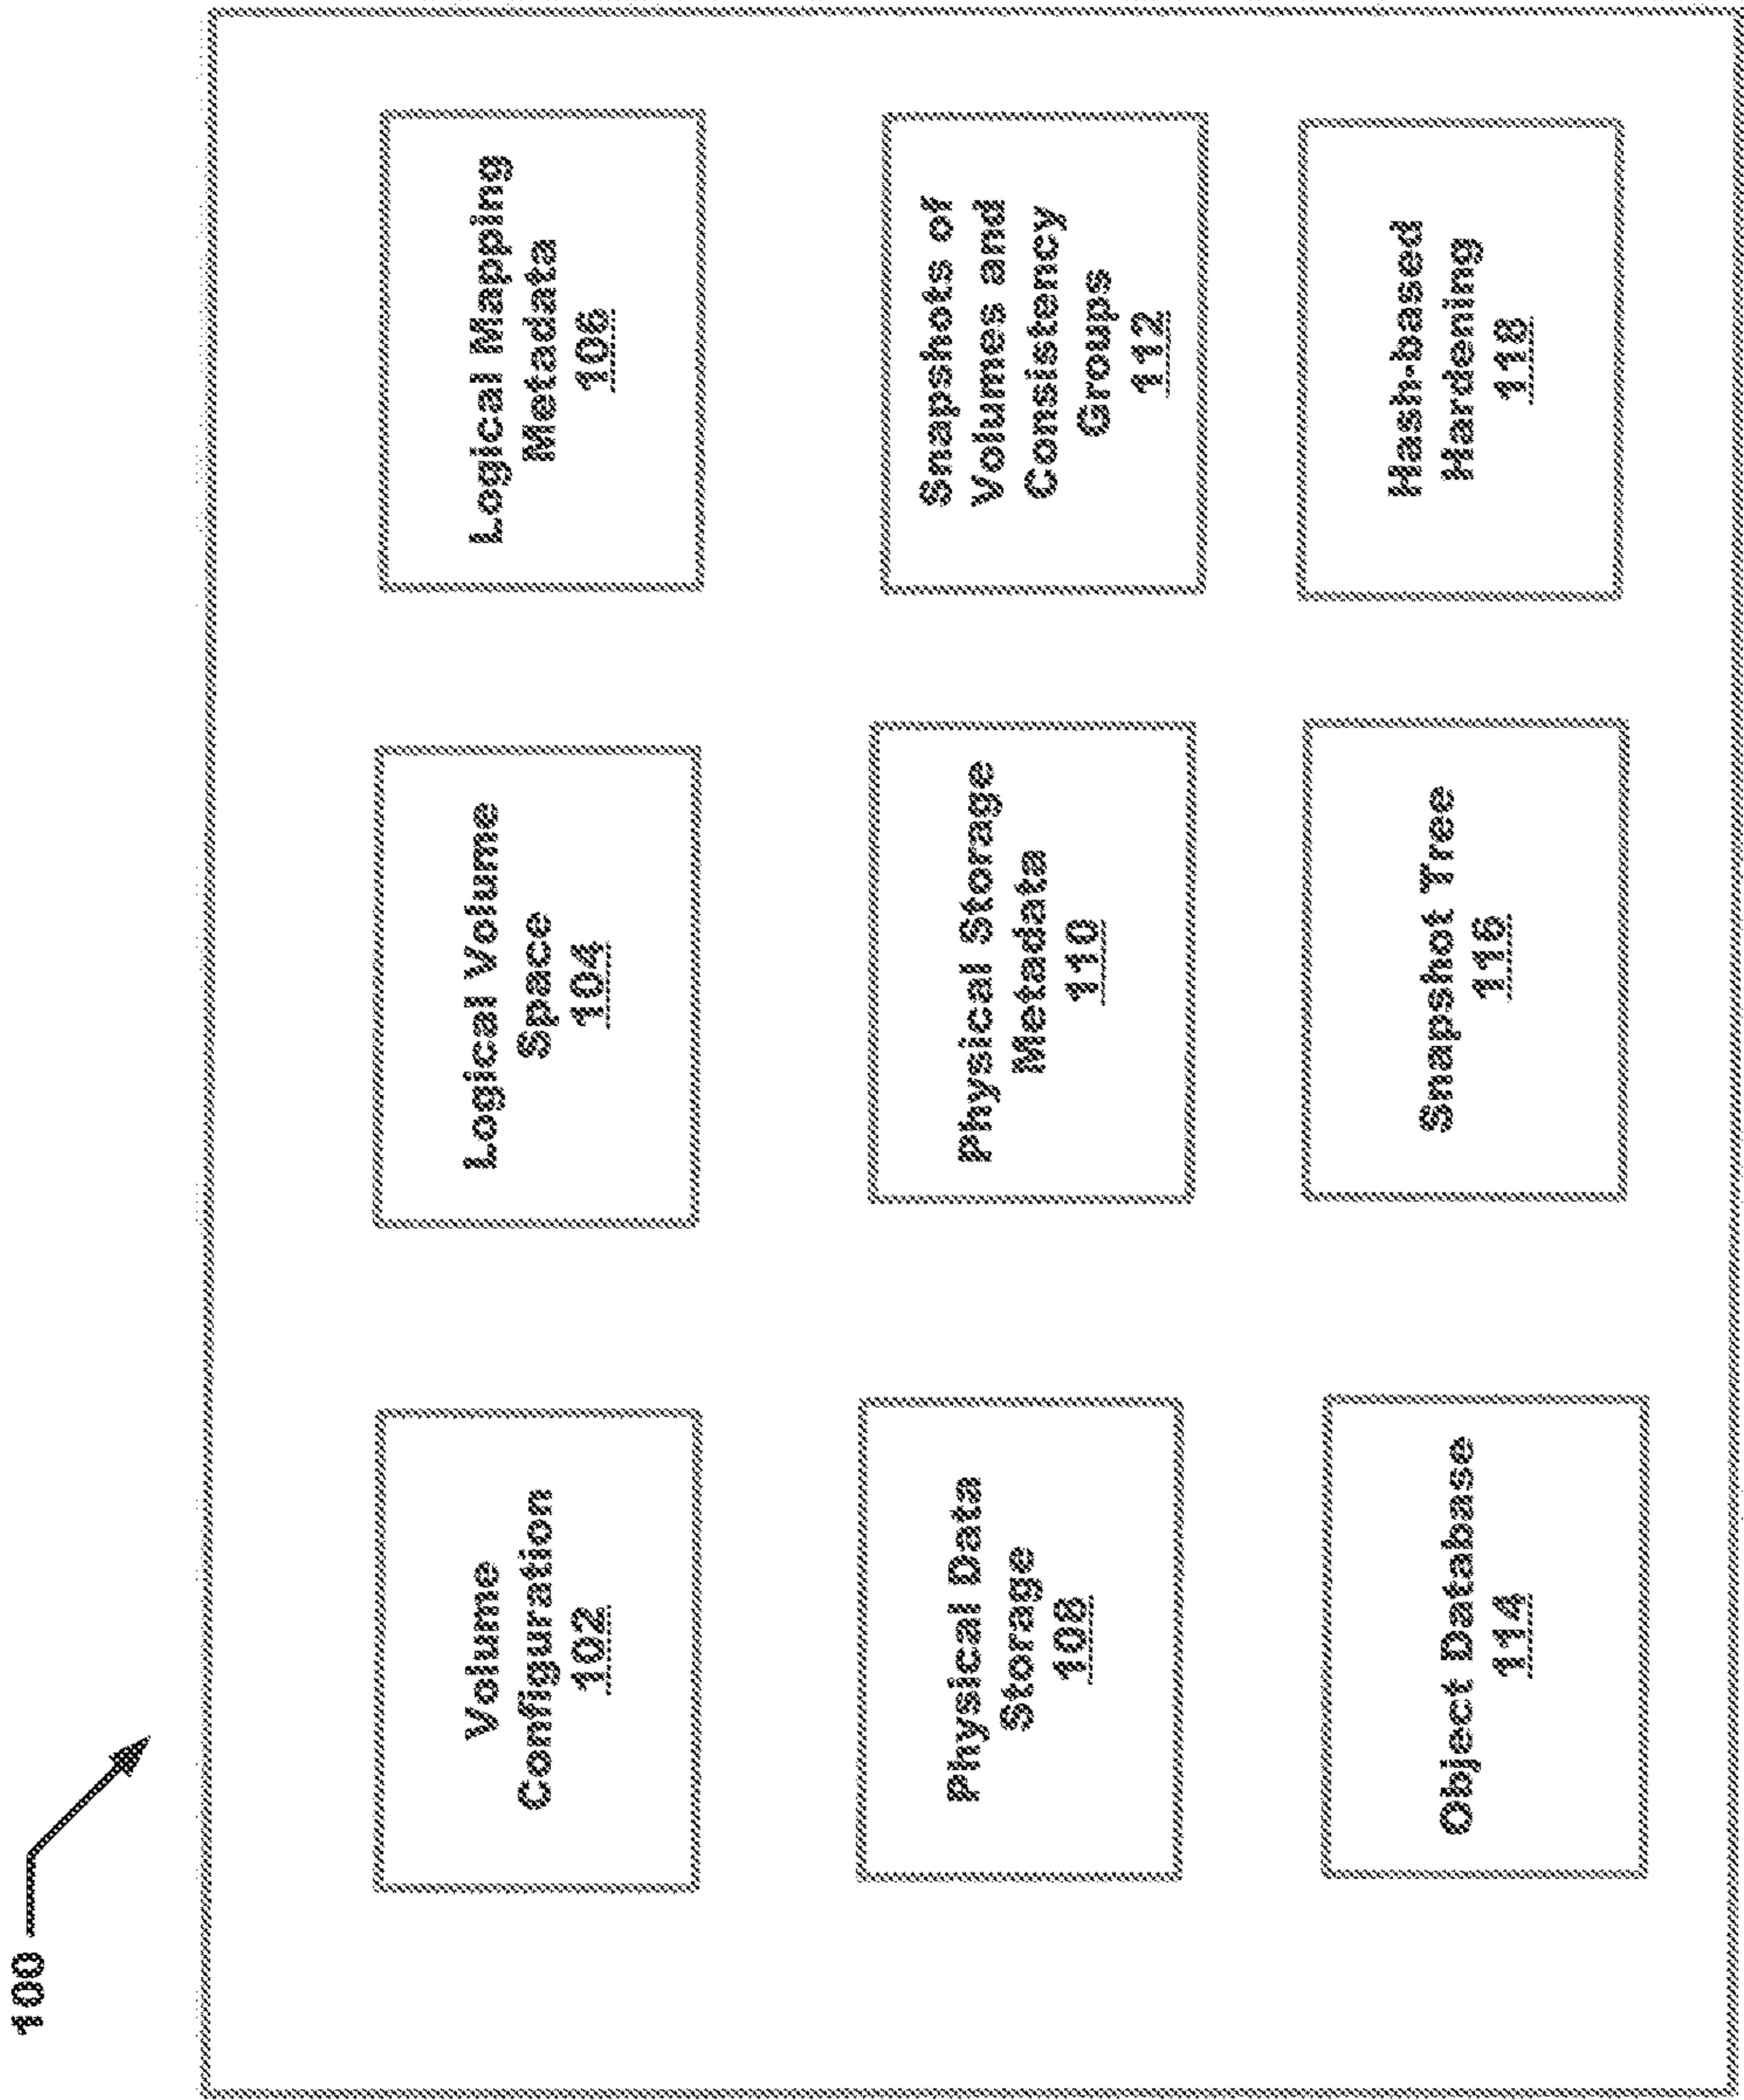 100
Volume
Configuration
102
Logical Volume
Space
104
Logical Mapping
Metadata
106
Physical Data
Storage
108
Physical Storage
Metadata
110
Snapshots of
Volumes and
Consistency
Groups
112
Object Database
114
Snapshot Tree
116
Hash-based
Hardening
118